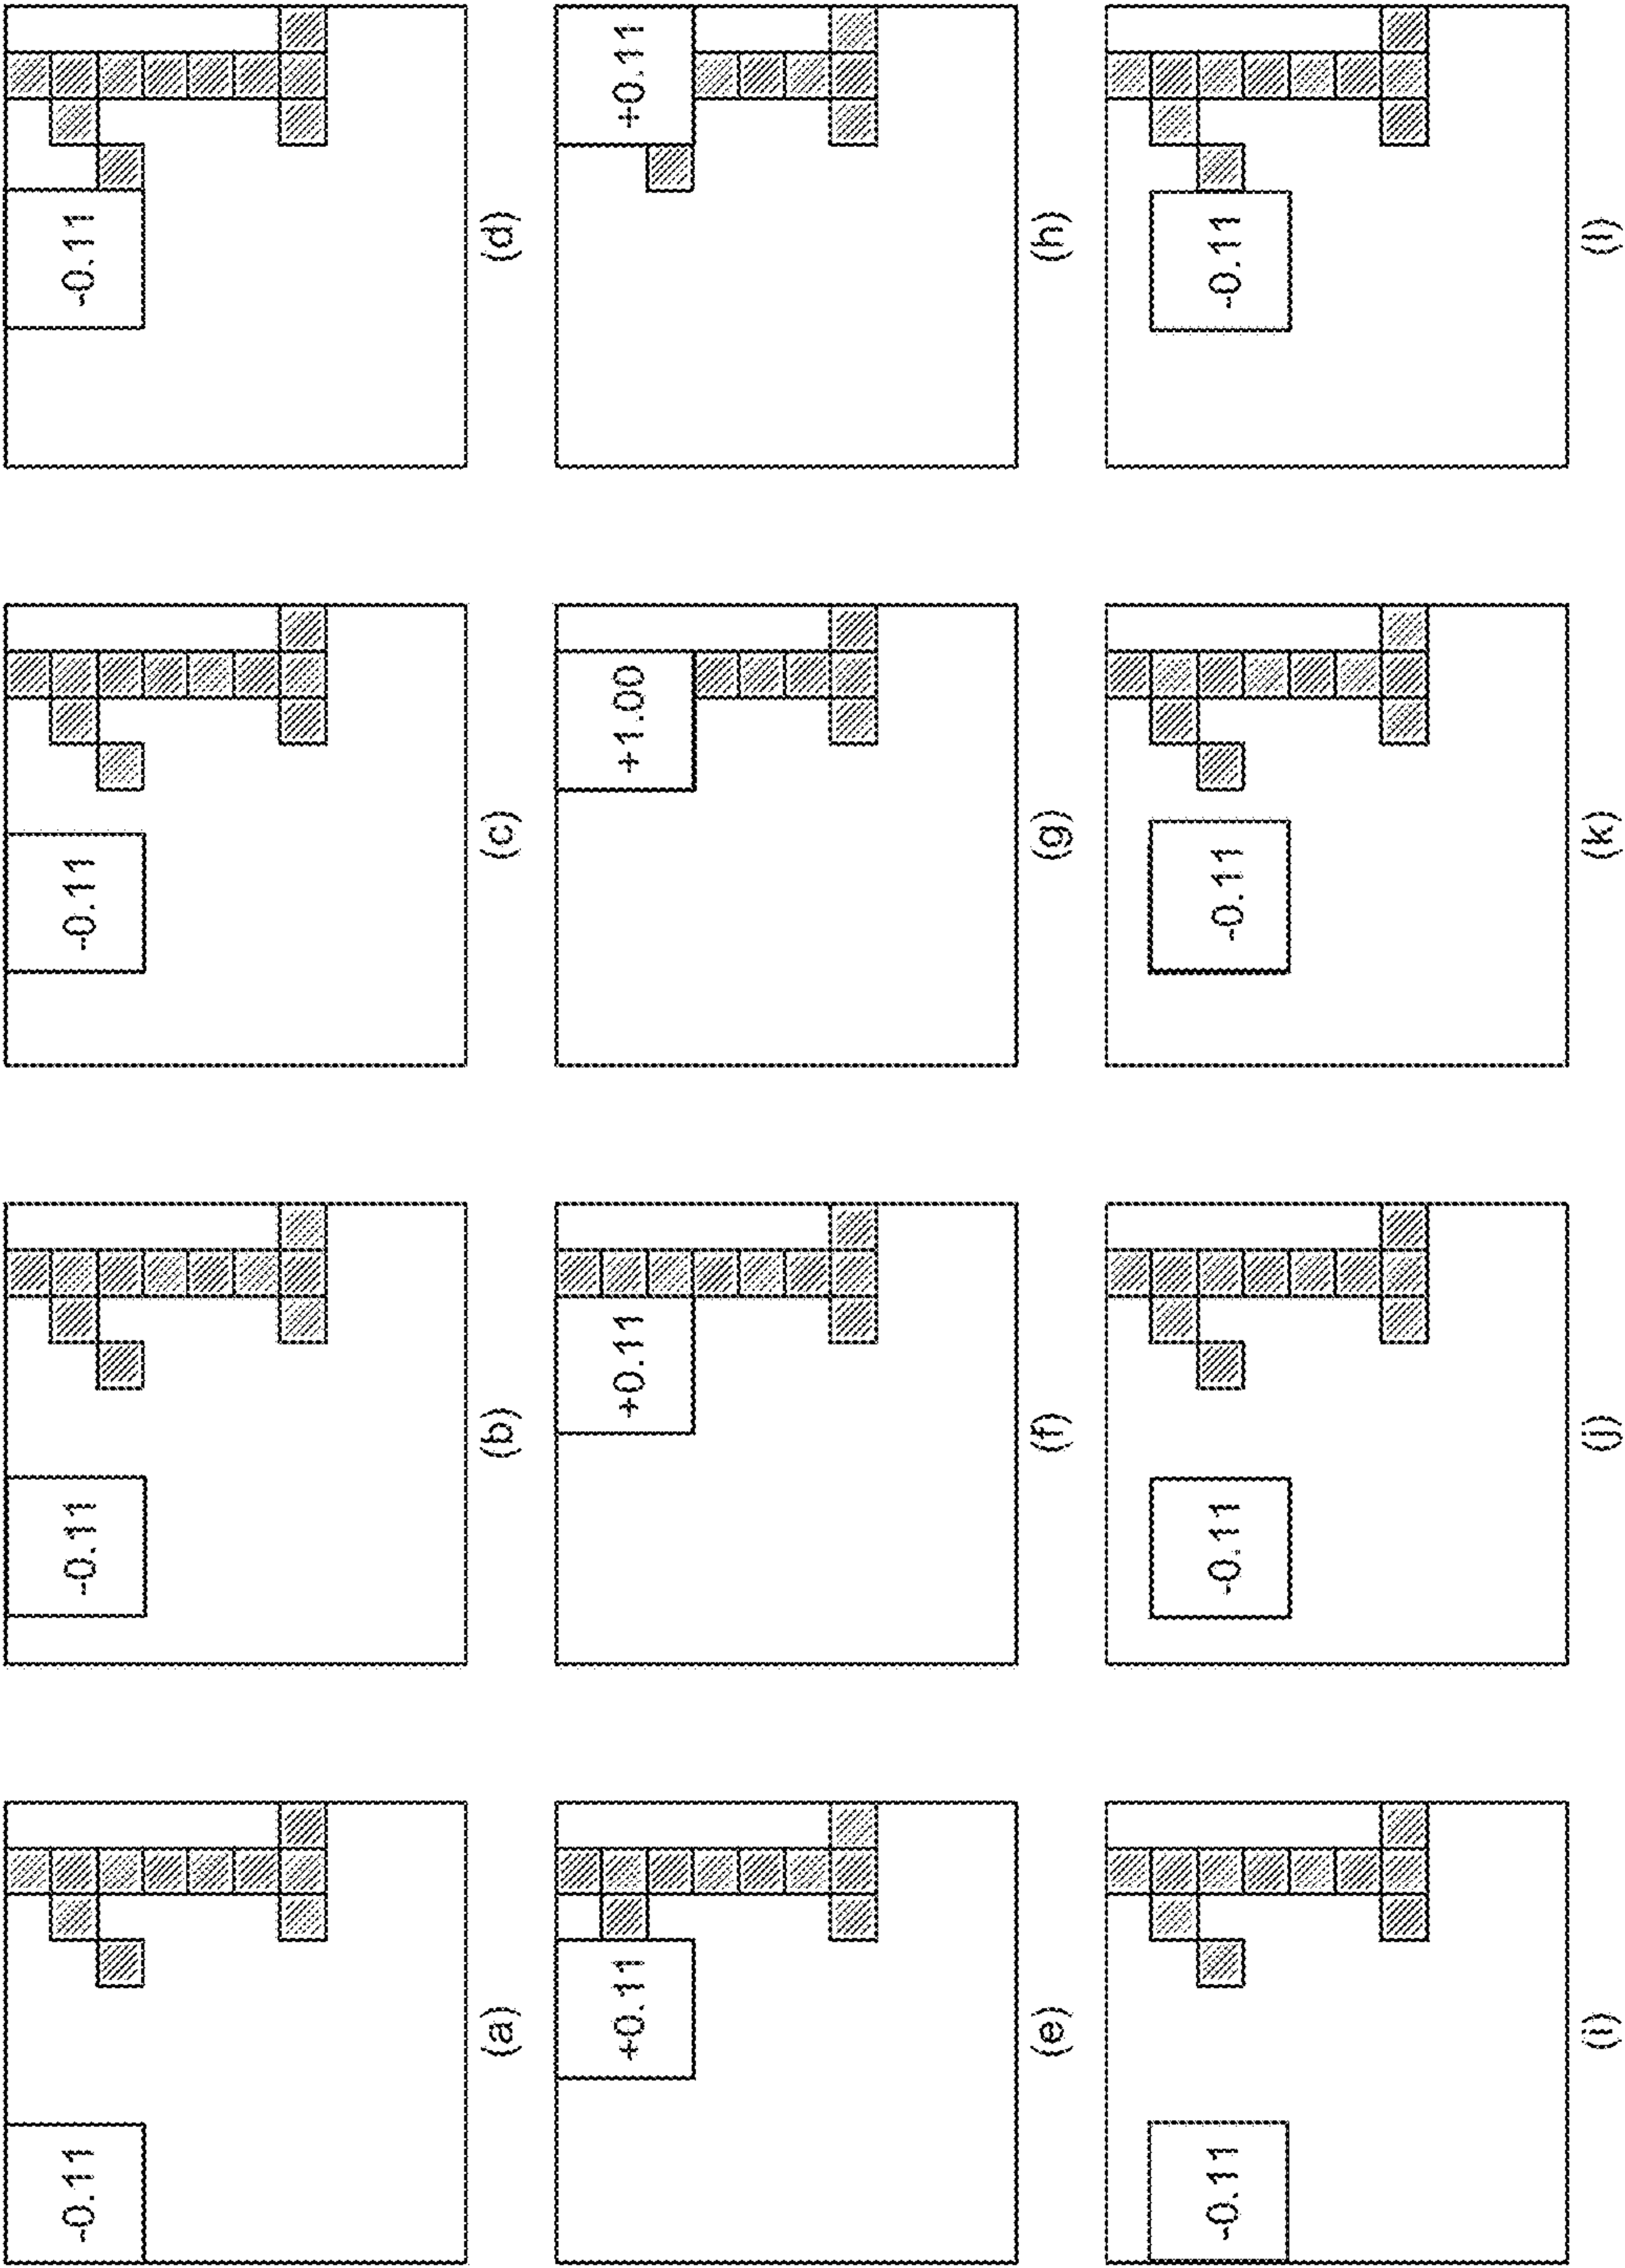 -0.11
-0.11
-0.11
-0.11
(a)
(b)
(c)
(d)
+0.11
+0.11
+1.00
+0.11
(e)
(f)
(g)
(h)
-0.11
-0.11
-0.11
-0.11
(i)
(j)
(k)
(l)